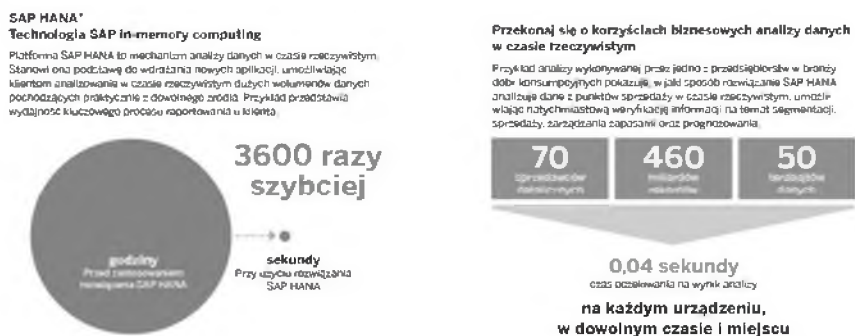 SAP HANA*
Technologia SAP in-memory computing
Platforma SAP HANA to mechanizm analizy danych w czasie rzeczywistym.
Stanowi ona podstawę do wdrażania nowych aplikacji, umożliwiając
klientom analizowanie w czasie rzeczywistym dużych wolumenów danych
pochodzących praktycznie z dowolnego źródła. Przykład przedstawia
wydajność kluczowego procesu raportowania u klienta.
3600 razy
szybciej
godziny
Przed zastosowaniem
rozwiązania SAP HANA
sekundy
Przy użyciu rozwiązania
SAP HANA
Przekonaj się o korzyściach biznesowych analizy danych
w czasie rzeczywistym
Przykład analizy wykonywanej przez jedno z przedsiębiorstw w branży
dóbr konsumpcyjnych pokazuje, w jaki sposób rozwiązanie SAP HANA
analizuje dane z punktów sprzedaży w czasie rzeczywistym, umożli-
wiając natychmiastową weryfikację informacji na temat segmentacji,
sprzedaży, zarządzania zapasami oraz prognozowania.
70 460 50
sprzedawców miliardów terabajtów
detalicznych rekordów danych
0,04 sekundy
czas oczekiwania na wynik analizy
na każdym urządzeniu,
w dowolnym czasie i miejscu